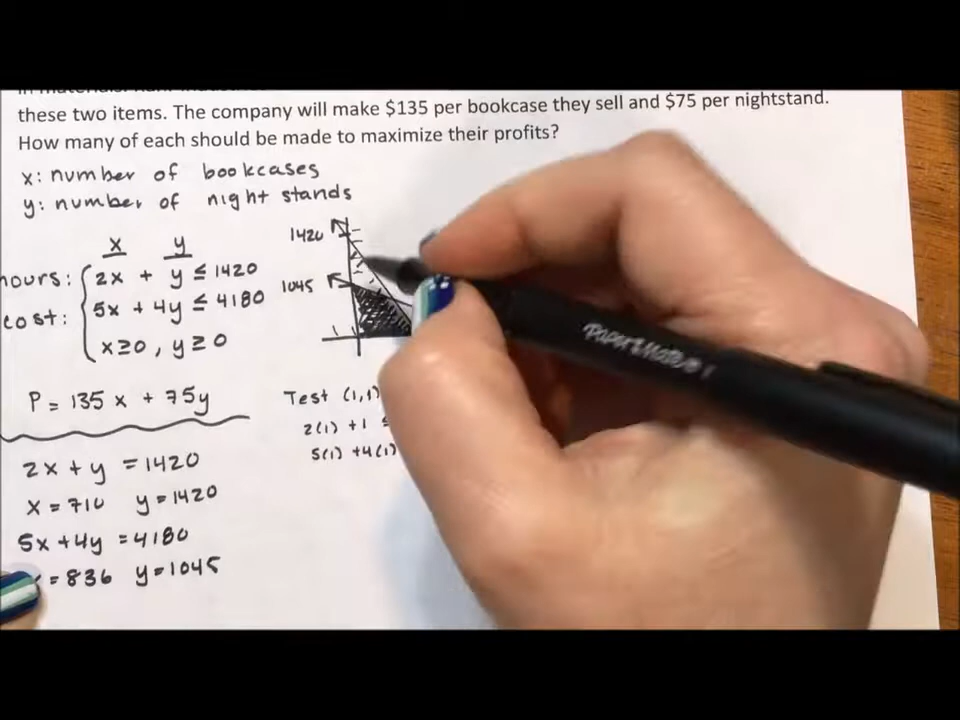 these two items. The company will make $135 per bookcase they sell and $75 per nightstand.
How many of each should be made to maximize their profits?
x: number of bookcases
y: number of night stands
x y
hours: 2x + y ≤ 1420
cost: 5x + 4y ≤ 4180
x≥0, y≥0
P = 135x + 75y
2x + y = 1420
x = 710 y = 1420
5x + 4y = 4180
= 836 y = 1045
1420
1045
Test (1,1)
2(1) + 1
5(1) + 4(1)
PaperMate